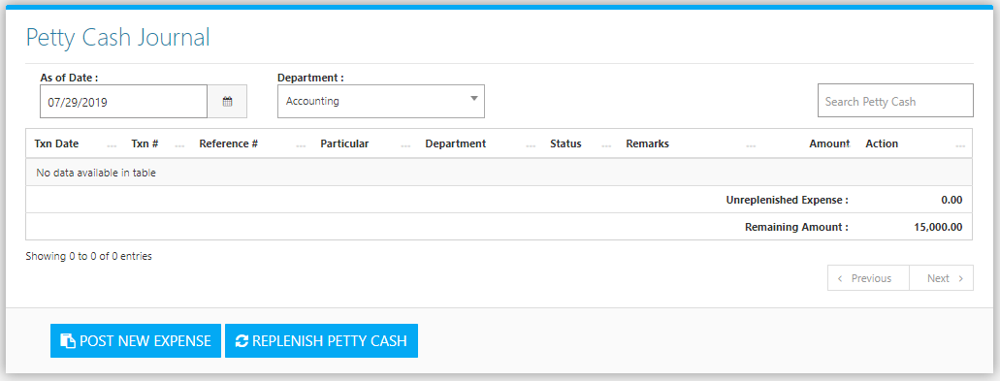 Petty Cash Journal
As of Date :
Department :
07/29/2019
Accounting
Search Petty Cash
Txn Date ... Txn # ... Reference # ... Particular ... Department ... Status ... Remarks ... Amount Action ...
No data available in table
Unreplenished Expense : 0.00
Remaining Amount : 15,000.00
Showing 0 to 0 of 0 entries
Previous Next
POST NEW EXPENSE REPLENISH PETTY CASH